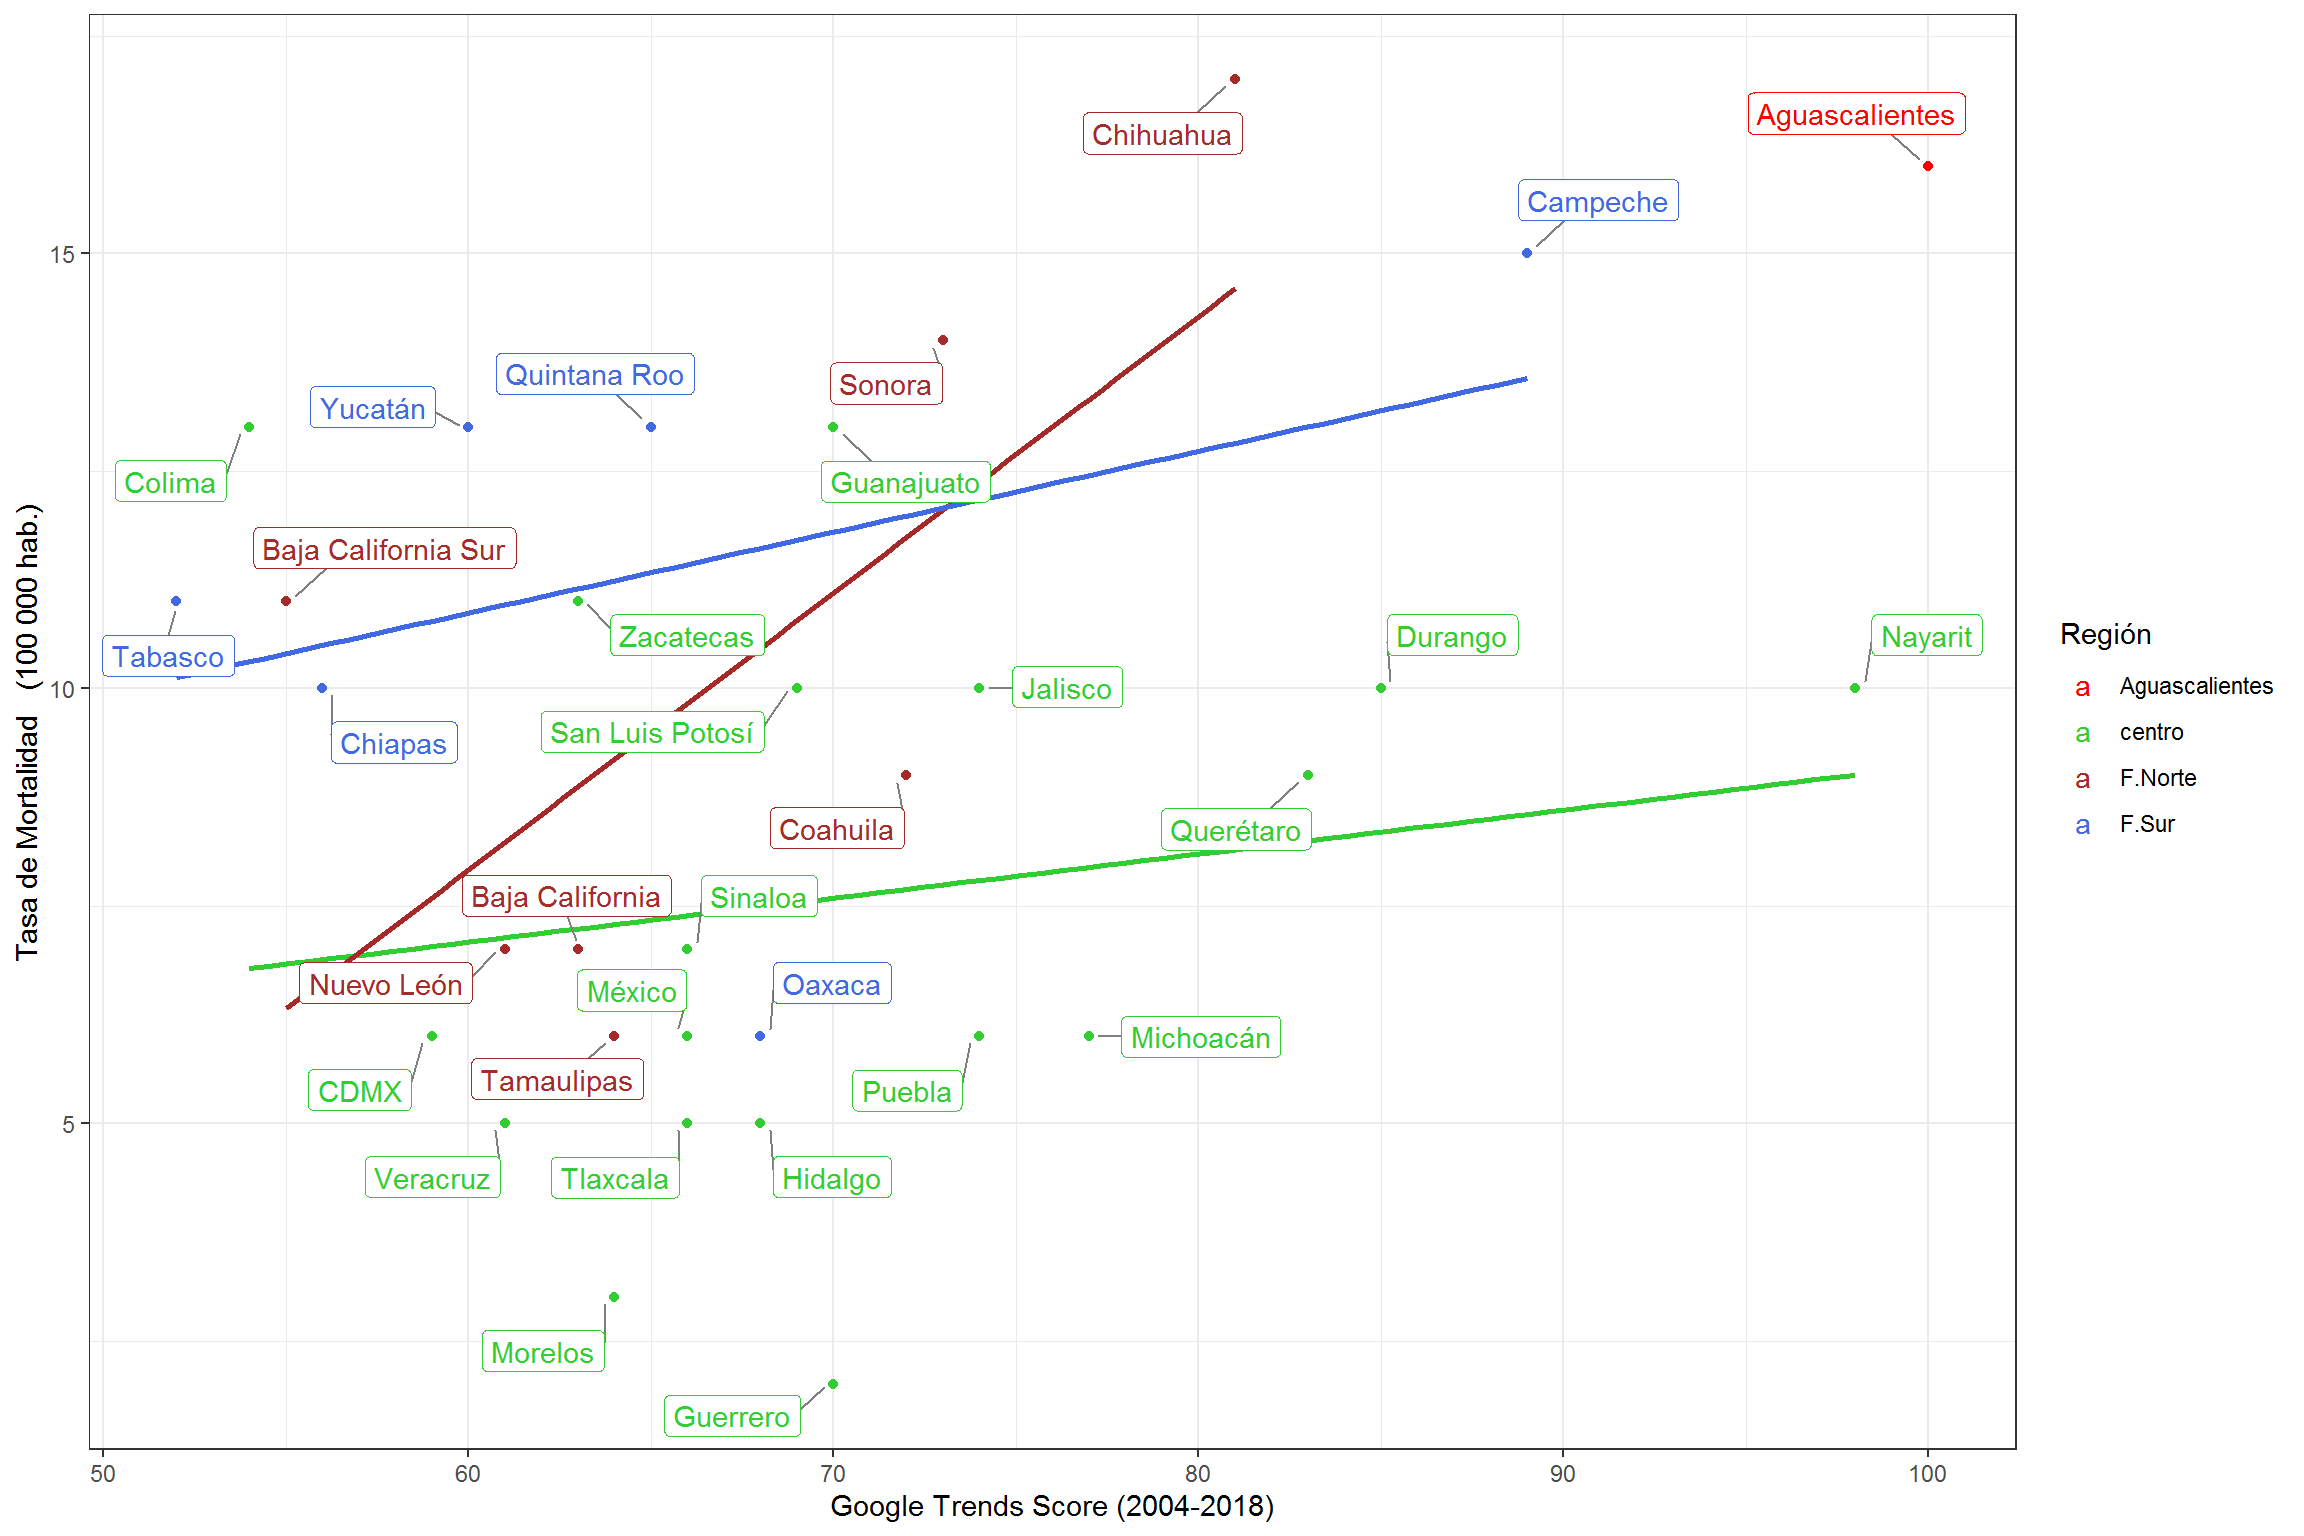 Chihuahua
Aguascalientes
Campeche
15
Quintana Roo
Sonora
Yucatán
Colima
Guanajuato
Baja California Sur
Zacatecas
Durango
Nayarit
Tabasco
10
Jalisco
San Luis Potosí
Chiapas
Coahuila
Querétaro
Baja California
Sinaloa
Nuevo León
México
Oaxaca
Michoacán
Tamaulipas
CDMX
Puebla
5
Veracruz
Tlaxcala
Hidalgo
Morelos
Guerrero
50 60 70 80 90 100
Google Trends Score (2004-2018)
Tasa de Mortalidad (100 000 hab.)
Región
a Aguascalientes
a centro
a F.Norte
a F.Sur